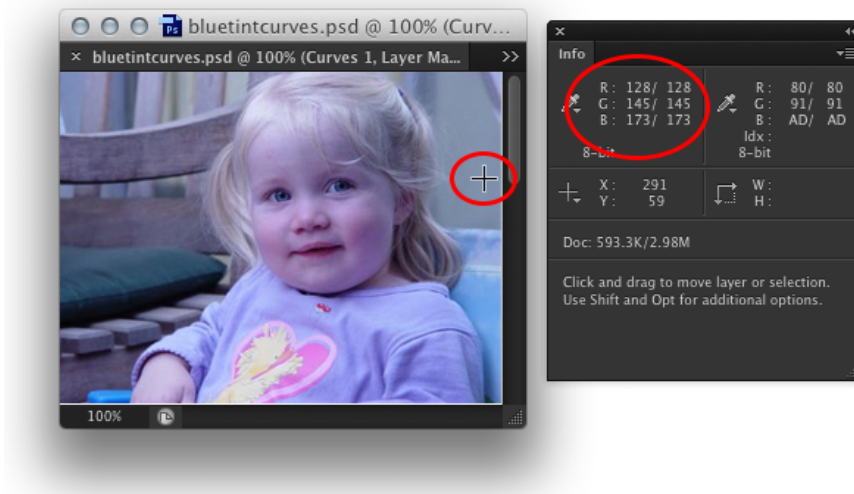 bluetintcurves.psd @ 100% (Curv...
× bluetintcurves.psd @ 100% (Curves 1, Layer Ma... >>
100%
Info
R: 128/ 128
G: 145/ 145
B: 173/ 173
8-bit
R: 80/ 80
G: 91/ 91
B: AD/ AD
Idx:
8-bit
X: 291
Y: 59
W:
H:
Doc: 593.3K/2.98M
Click and drag to move layer or selection.
Use Shift and Opt for additional options.